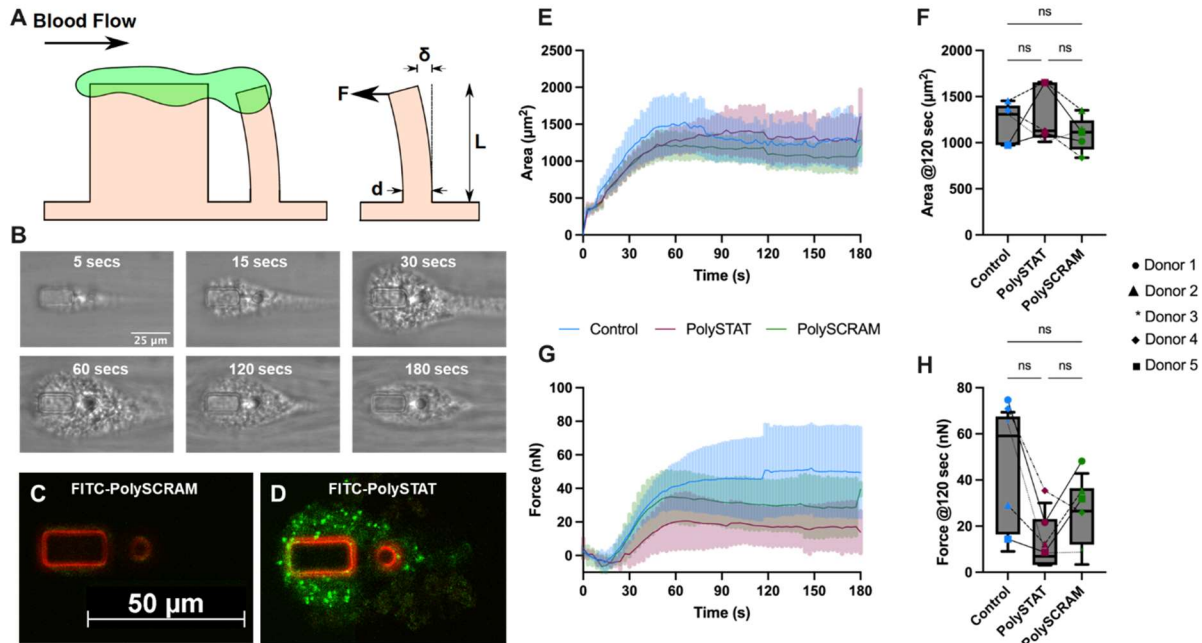 A
Blood Flow
δ
F
L
d
B
5 secs
15 secs
30 secs
25 µm
60 secs
120 secs
180 secs
C
FITC-PolySCRAM
50 µm
D
FITC-PolySTAT
E
Area (µm²)
2500
2000
1500
1000
500
0
0 30 60 90 120 150 180
Time (s)
F
ns
ns ns
Area @120 sec (µm²)
2000
1500
1000
500
0
Control
PolySTAT
PolySCRAM
Donor 1
Donor 2
Donor 3
Donor 4
Donor 5
Control PolySTAT PolySCRAM
G
Force (nN)
100
80
60
40
20
0
0 30 60 90 120 150 180
Time (s)
H
ns
ns ns
Force @120 sec (nN)
80
60
40
20
0
Control
PolySTAT
PolySCRAM